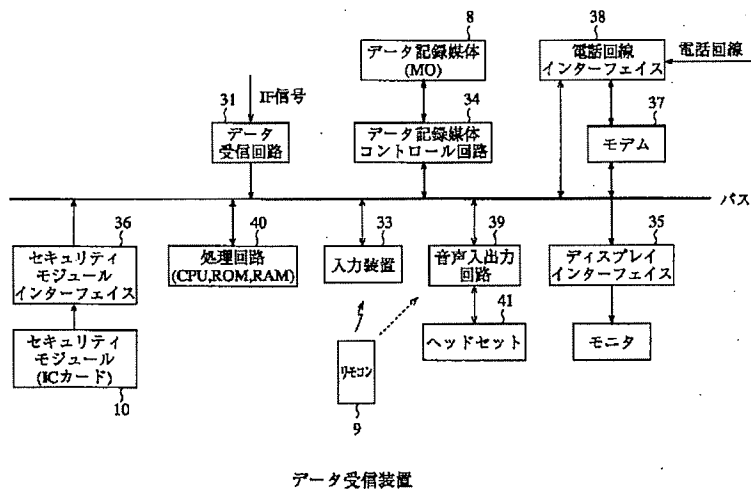 8
データ記録媒体
(MO)
38
電話回線
インターフェイス
電話回線
31
IF信号
データ
受信回路
34
データ記録媒体
コントロール回路
37
モデム
バス
36
セキュリティ
モジュール
インターフェイス
40
処理回路
(CPU,ROM,RAM)
33
入力装置
39
音声入出力
回路
35
ディスプレイ
インターフェイス
セキュリティ
モジュール
(ICカード)
10
リモコン
9
41
ヘッドセット
モニタ
データ受信装置